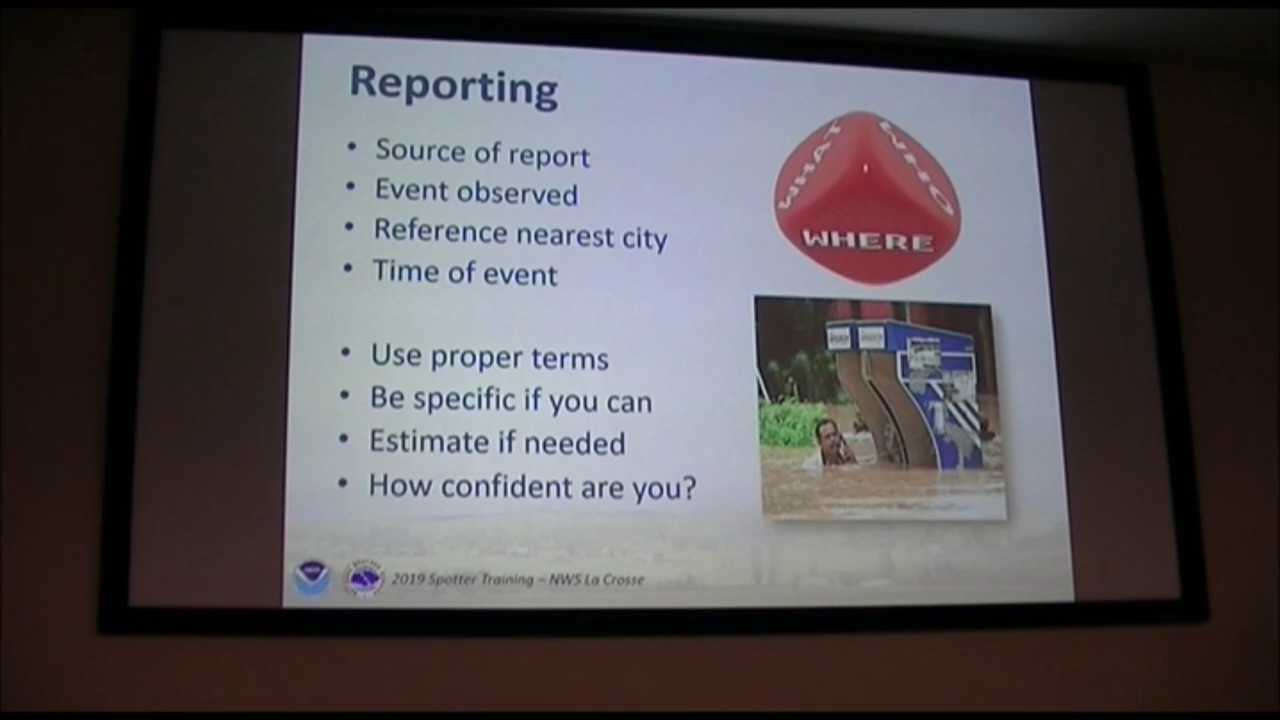 Reporting
• Source of report
• Event observed
• Reference nearest city
• Time of event
• Use proper terms
• Be specific if you can
• Estimate if needed
• How confident are you?
WHAT
WHO
WHERE
2019 Spotter Training – NWS La Crosse